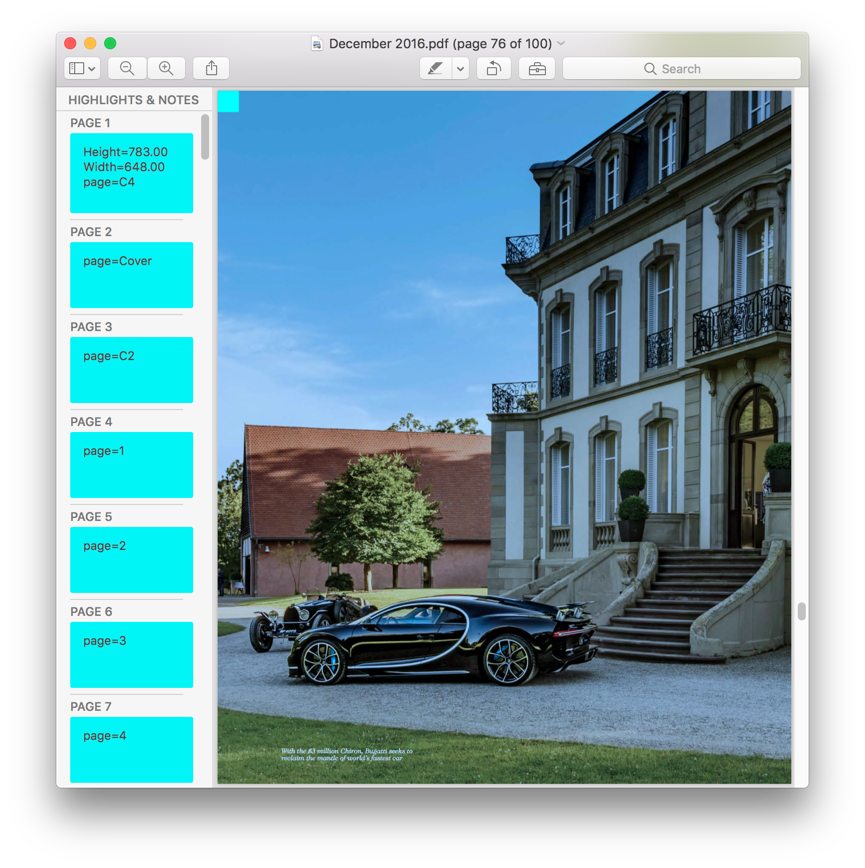 December 2016.pdf (page 76 of 100)
Search
HIGHLIGHTS & NOTES
PAGE 1
Height=783.00
Width=648.00
page=C4
PAGE 2
page=Cover
PAGE 3
page=C2
PAGE 4
page=1
PAGE 5
page=2
PAGE 6
page=3
PAGE 7
page=4
With the $3 million Chiron, Bugatti seeks to
reclaim the mantle of world's fastest car